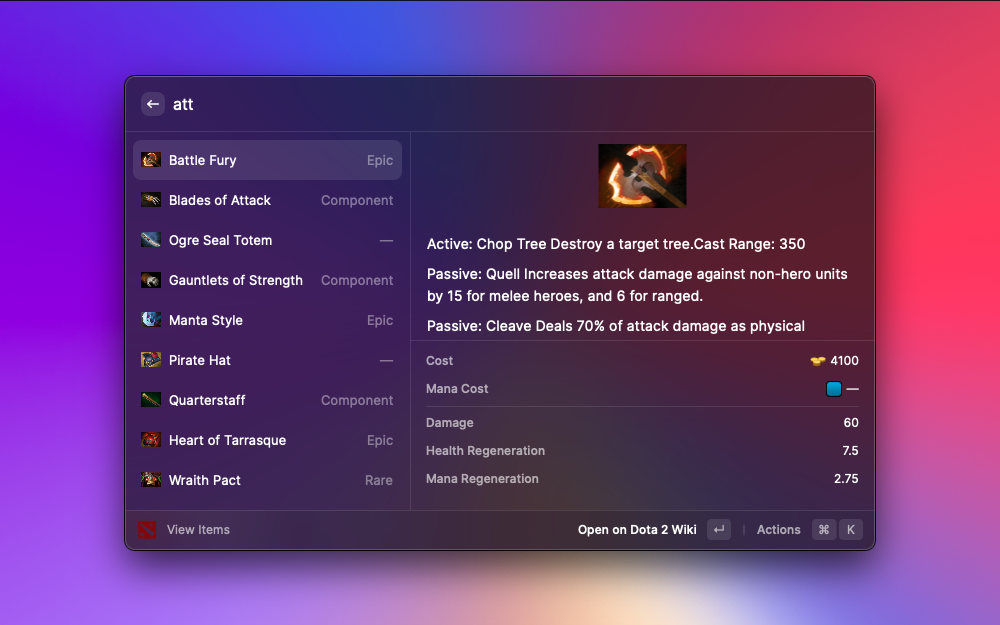 att
Battle Fury Epic
Blades of Attack Component
Ogre Seal Totem —
Gauntlets of Strength Component
Manta Style Epic
Pirate Hat —
Quarterstaff Component
Heart of Tarrasque Epic
Wraith Pact Rare
Active: Chop Tree Destroy a target tree.Cast Range: 350
Passive: Quell Increases attack damage against non-hero units
by 15 for melee heroes, and 6 for ranged.
Passive: Cleave Deals 70% of attack damage as physical
Cost 4100
Mana Cost —
Damage 60
Health Regeneration 7.5
Mana Regeneration 2.75
View Items
Open on Dota 2 Wiki ↵ | Actions ⌘ K